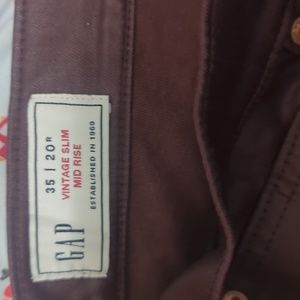 35 | 20R
VINTAGE SLIM
MID RISE
GAP
ESTABLISHED IN 1969